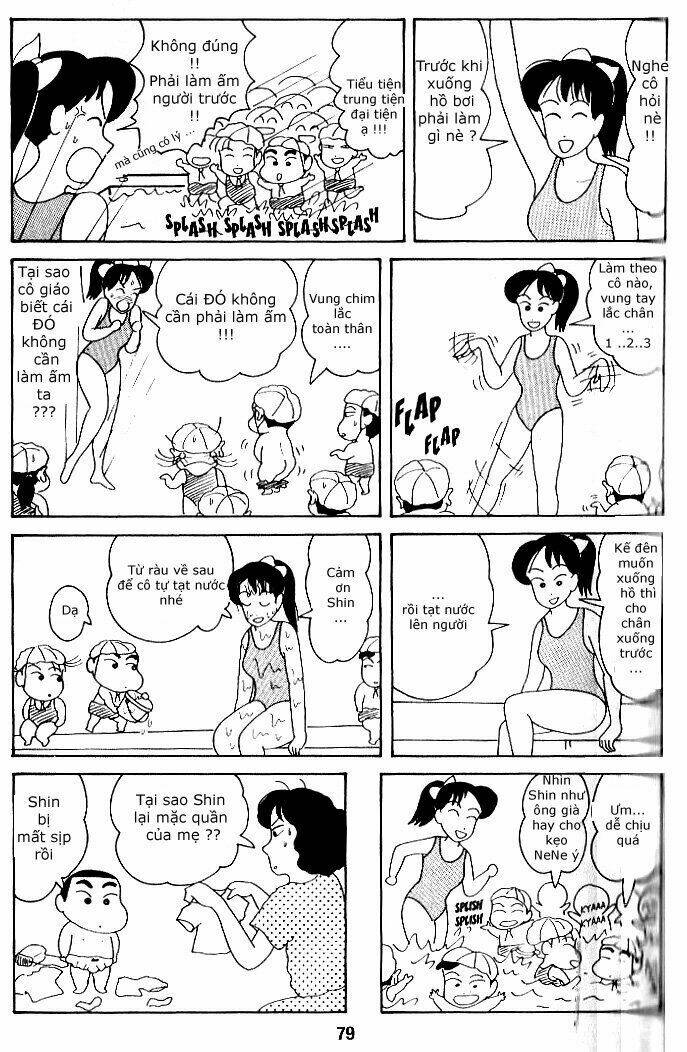 Nghe
cô
hỏi
nè
!!
Trước khi
xuống
hồ bơi
phải làm
gì nè ?
Tiểu tiện
trung tiện
đại tiện
ạ !!!
Không đúng
!!
Phải làm ấm
người trước
!!
mà cũng có lý ...
SPLASH SPLASH SPLASH SPLASH
Làm theo
cô nào,
vung tay
lắc chân
...
1 ..2..3
FLAP
FLAP
Vung chim
lắc
toàn thân
....
Cái ĐÓ không
cần phải làm ấm
!!!
Tại sao
cô giáo
biết cái
ĐÓ
không
cần
làm ấm
ta
???
Kế đên
muốn
xuống
hồ thì
cho
chân
xuống
trước
...
...
rồi tạt nước
lên người
Cảm
ơn
Shin
...
Từ ràu về sau
để cô tự tạt nước
nhé
Dạ
Ưm...
dễ chịu
quá
Nhìn
Shin như
ông già
hay cho
kẹo
NeNe ý
KYAAA
KYAAA
SPLISH
SPLISH
Tại sao Shin
lại mặc quần
của mẹ ??
Shin
bị
mất sịp
rồi
79